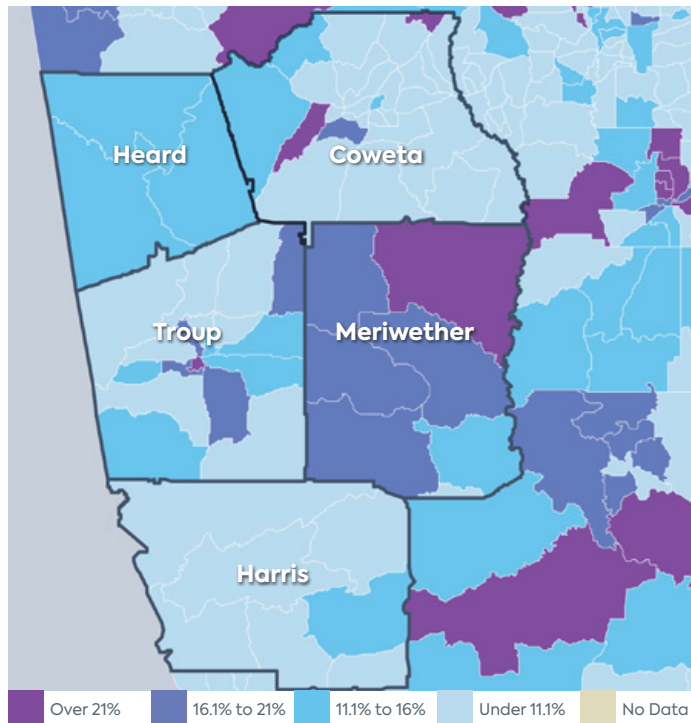 Heard
Coweta
Troup
Meriwether
Harris
Over 21%
16.1% to 21%
11.1% to 16%
Under 11.1%
No Data